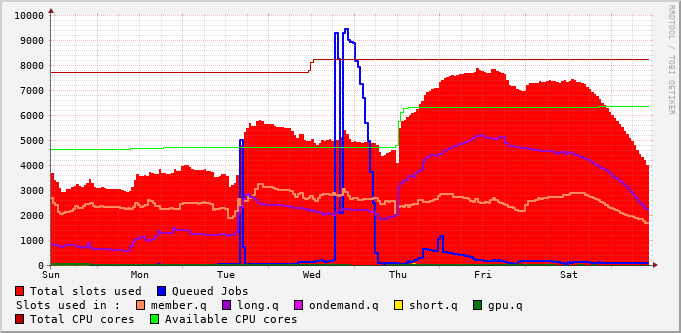 10000
9000
8000
7000
6000
5000
4000
3000
2000
1000
0
Sun Mon Tue Wed Thu Fri Sat
RRDTOOL / TOBI OETIKER
Total slots used Queued Jobs
Slots used in : member.q long.q ondemand.q short.q gpu.q
Total CPU cores Available CPU cores